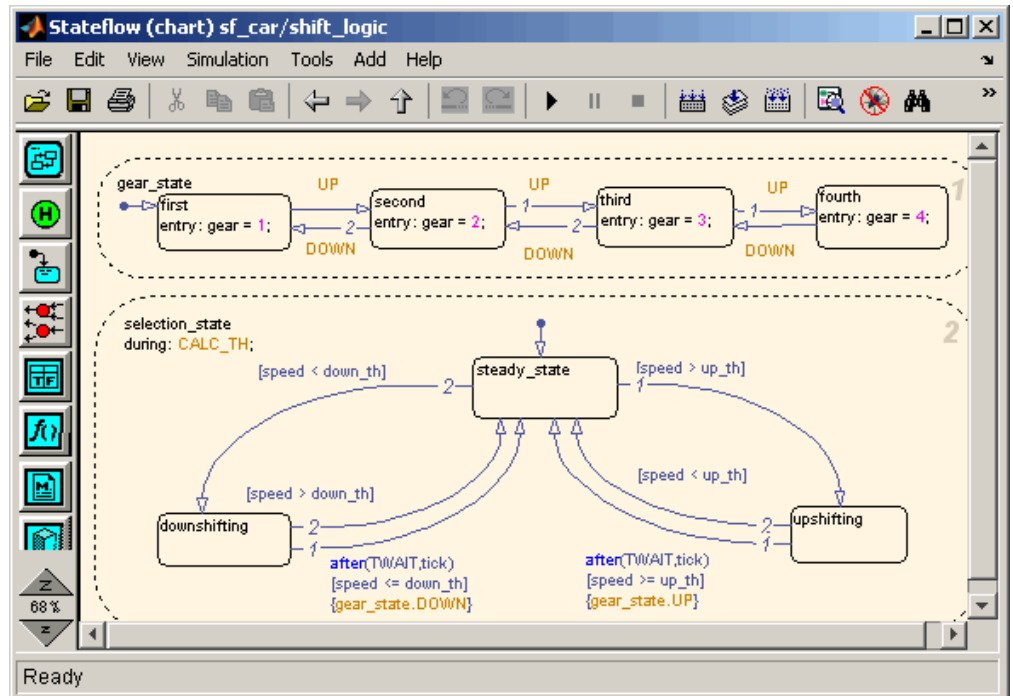 Stateflow (chart) sf_car/shift_logic
File Edit View Simulation Tools Add Help
gear_state
1
first
entry: gear = 1;
UP
second
entry: gear = 2;
2
DOWN
UP
1
third
entry: gear = 3;
2
DOWN
UP
1
fourth
entry: gear = 4;
DOWN
selection_state
during: CALC_TH;
2
steady_state
[speed < down_th]
2
[speed > up_th]
1
[speed > down_th]
[speed < up_th]
downshifting
2
1
upshifting
2
1
after(TWAIT,tick)
[speed <= down_th]
{gear_state.DOWN}
after(TWAIT,tick)
[speed >= up_th]
{gear_state.UP}
H
TF
f()
M
Z
68%
z
Ready